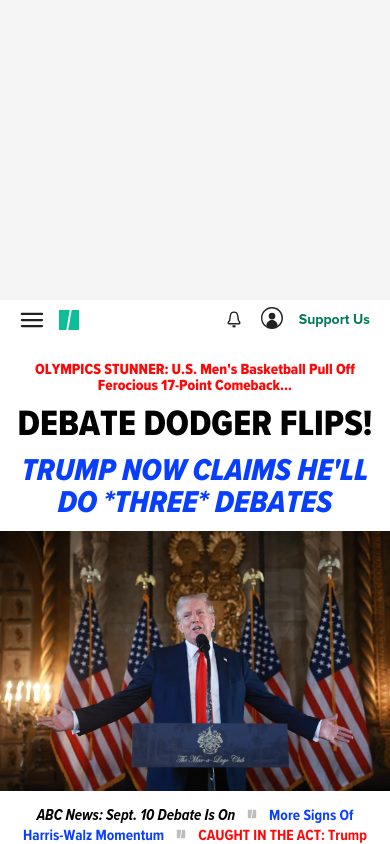 Support Us
OLYMPICS STUNNER: U.S. Men's Basketball Pull Off
Ferocious 17-Point Comeback...
DEBATE DODGER FLIPS!
TRUMP NOW CLAIMS HE'LL
DO *THREE* DEBATES
The Mar-a-Lago Club
ABC News: Sept. 10 Debate Is On More Signs Of
Harris-Walz Momentum CAUGHT IN THE ACT: Trump